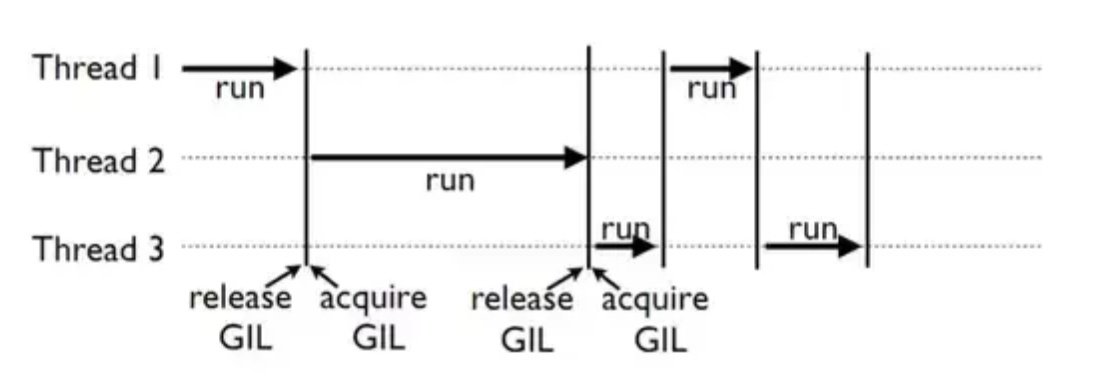 Thread 1
run
run
Thread 2
run
Thread 3
run
run
release
GIL
acquire
GIL
release
GIL
acquire
GIL